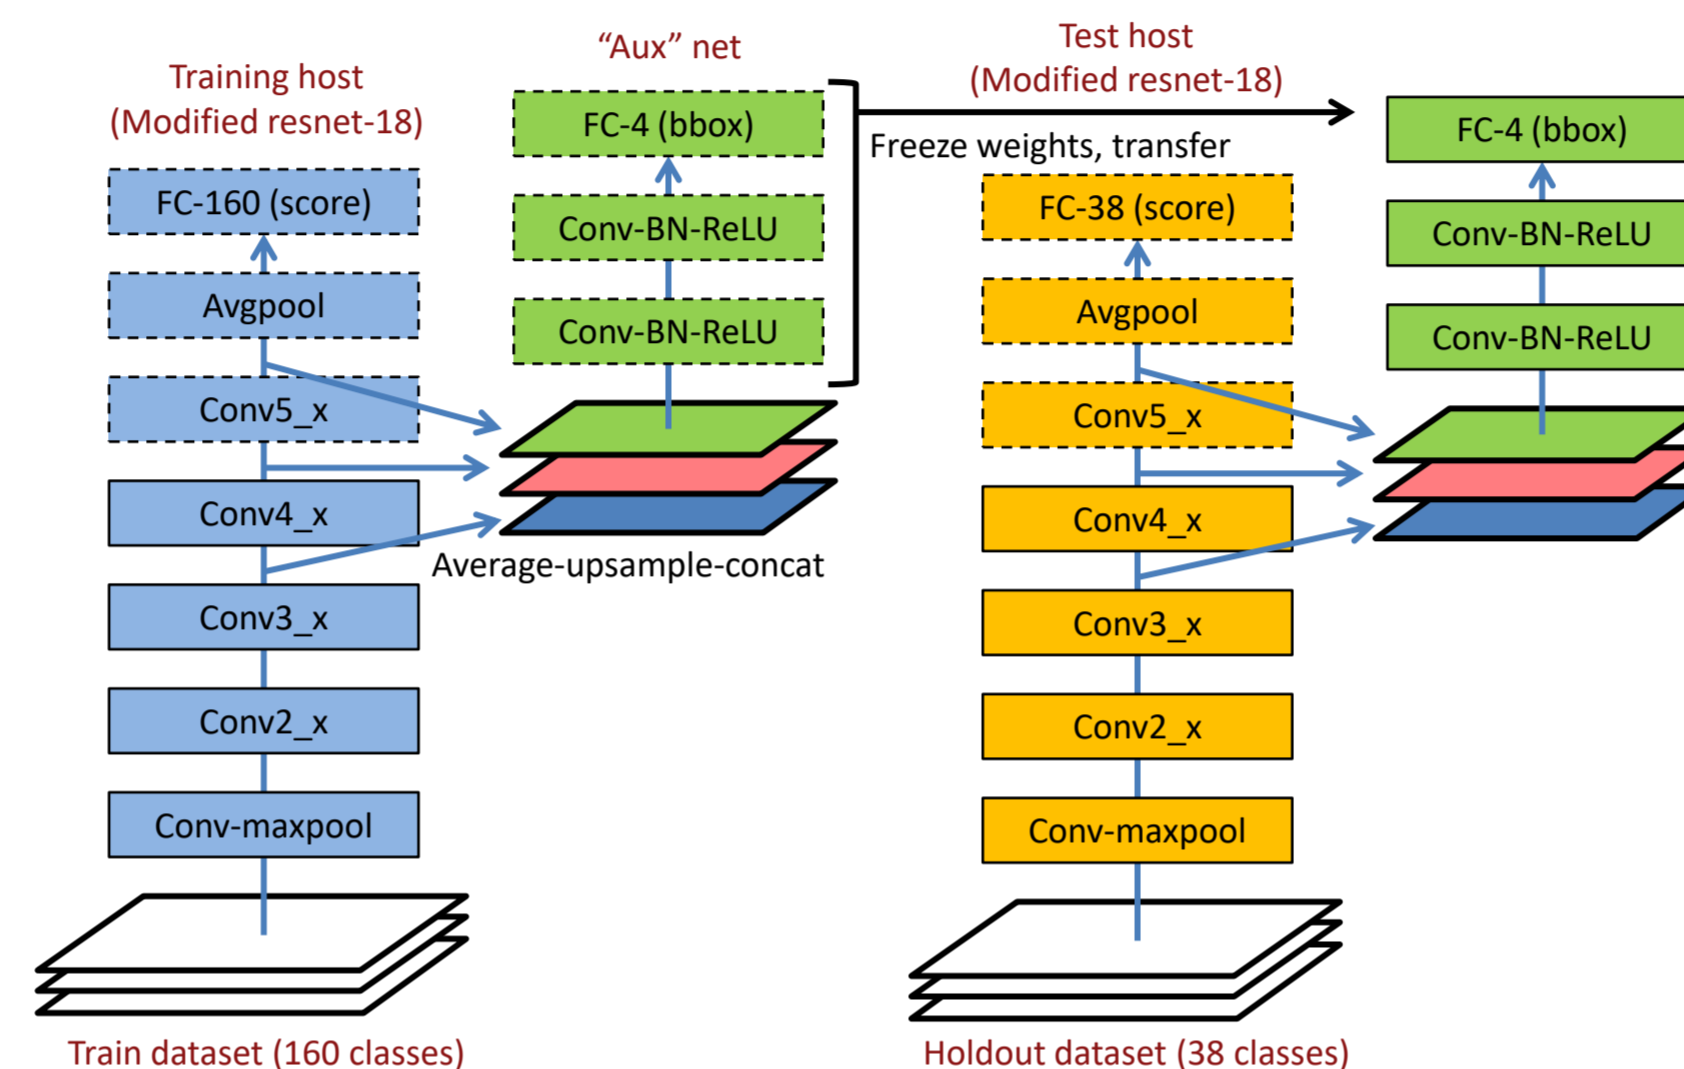 Training host
(Modified resnet-18)
FC-160 (score)
Avgpool
Conv5_x
Conv4_x
Conv3_x
Conv2_x
Conv-maxpool
Train dataset (160 classes)
“Aux” net
FC-4 (bbox)
Conv-BN-ReLU
Conv-BN-ReLU
Average-upsample-concat
Freeze weights, transfer
Test host
(Modified resnet-18)
FC-38 (score)
Avgpool
Conv5_x
Conv4_x
Conv3_x
Conv2_x
Conv-maxpool
Holdout dataset (38 classes)
FC-4 (bbox)
Conv-BN-ReLU
Conv-BN-ReLU